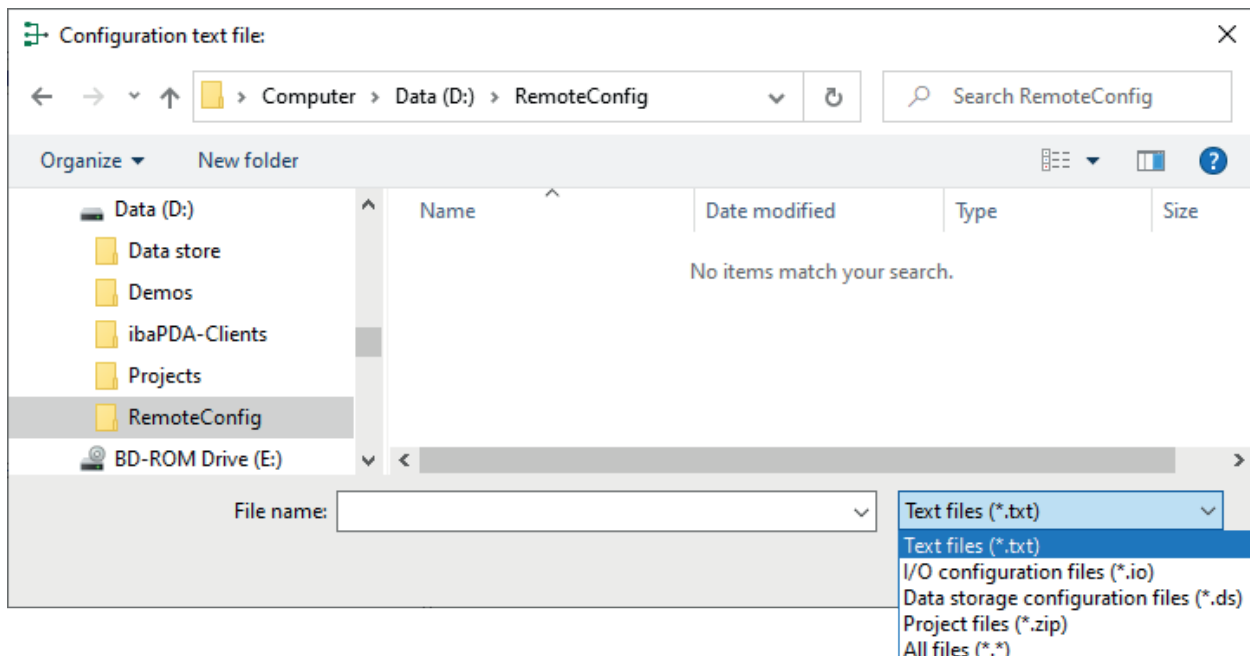 Configuration text file:
Computer > Data (D:) > RemoteConfig
Search RemoteConfig
Organize
New folder
Data (D:)
Data store
Demos
ibaPDA-Clients
Projects
RemoteConfig
BD-ROM Drive (E:)
Name Date modified Type Size
No items match your search.
File name:
Text files (*.txt)
Text files (*.txt)
I/O configuration files (*.io)
Data storage configuration files (*.ds)
Project files (*.zip)
All files (*.*)